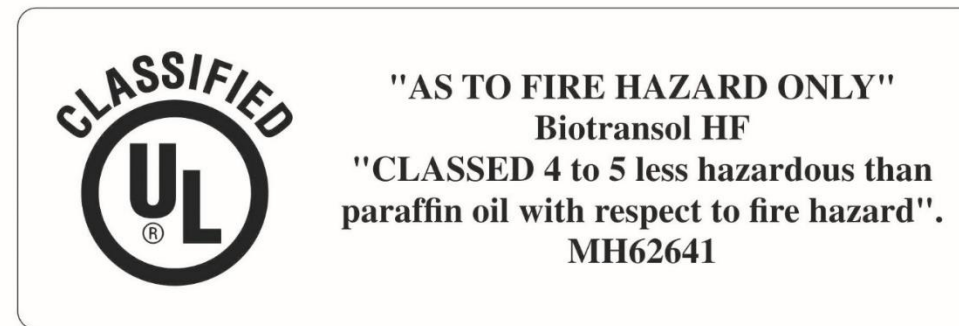 CLASSIFIED
UL
®
"AS TO FIRE HAZARD ONLY"
Biotransol HF
"CLASSED 4 to 5 less hazardous than
paraffin oil with respect to fire hazard".
MH62641